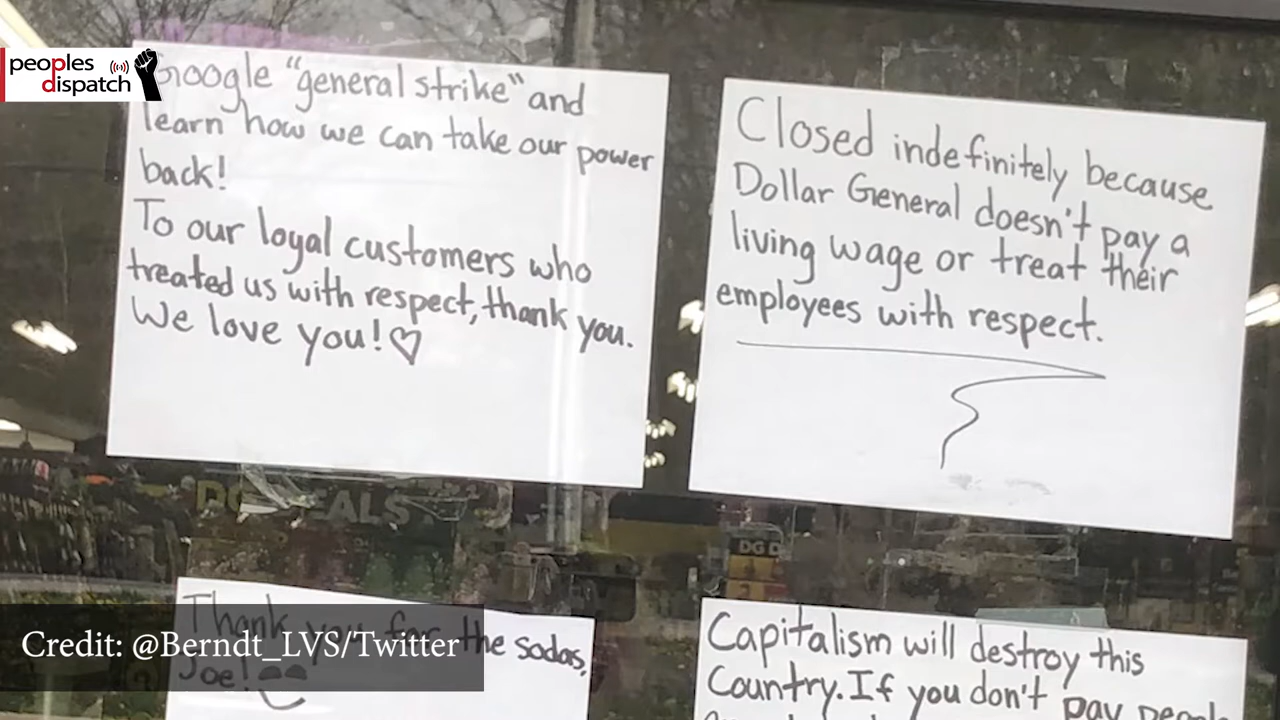 peoples
dispatch
Google "general strike" and
learn how we can take our power
back!
To our loyal customers who
treated us with respect, thank you.
We love you! ♡
Closed indefinitely because
Dollar General doesn't pay a
living wage or treat their
employees with respect.
DG D
Thank you for the sodas,
Joe!
Capitalism will destroy this
Country. If you don't pay people
Credit: @Berndt_LVS/Twitter